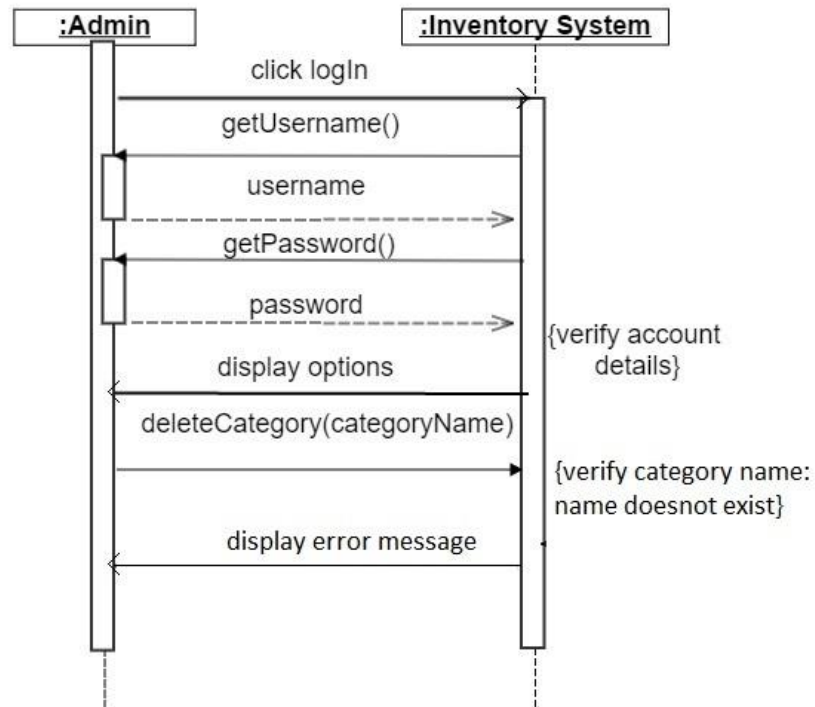 :Admin
:Inventory System
click logIn
getUsername()
username
getPassword()
password
{verify account
details}
display options
deleteCategory(categoryName)
{verify category name:
name doesnot exist}
display error message